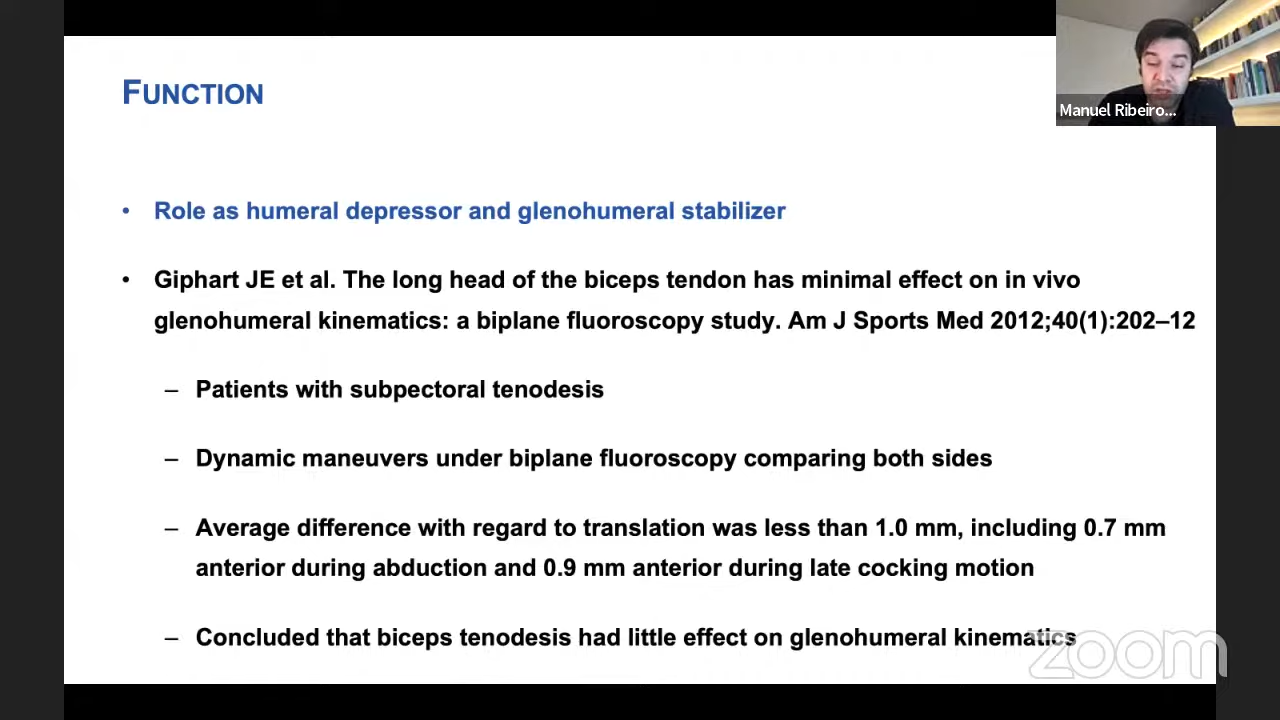 FUNCTION
Manuel Ribeiro...
• Role as humeral depressor and glenohumeral stabilizer
• Giphart JE et al. The long head of the biceps tendon has minimal effect on in vivo
glenohumeral kinematics: a biplane fluoroscopy study. Am J Sports Med 2012;40(1):202–12
– Patients with subpectoral tenodesis
– Dynamic maneuvers under biplane fluoroscopy comparing both sides
– Average difference with regard to translation was less than 1.0 mm, including 0.7 mm
anterior during abduction and 0.9 mm anterior during late cocking motion
– Concluded that biceps tenodesis had little effect on glenohumeral kinematics
zoom